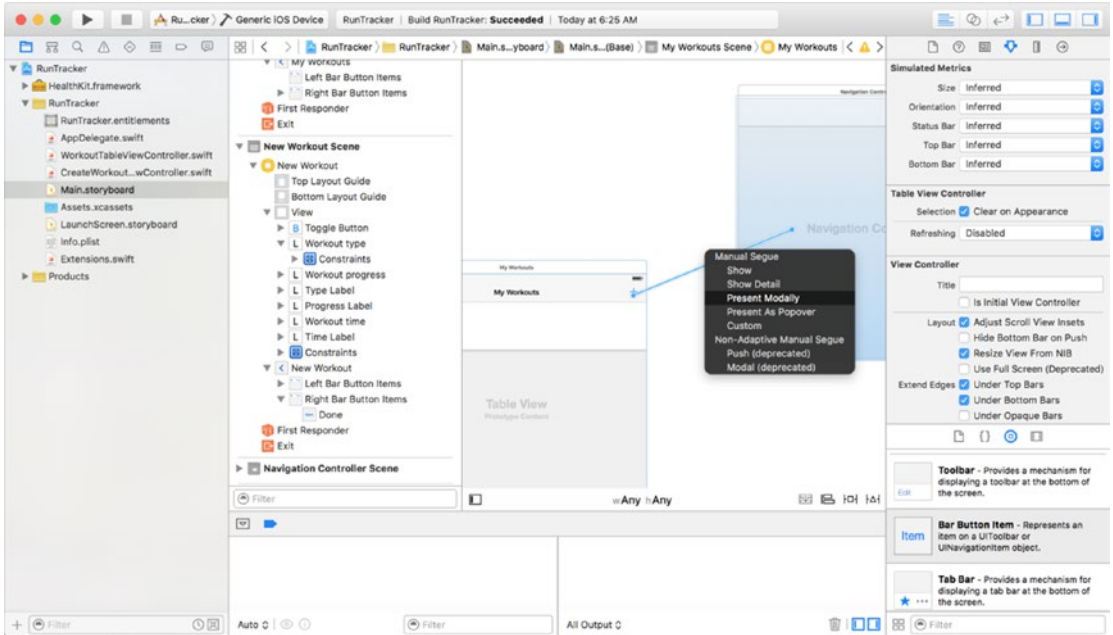 Ru...cker
Generic iOS Device
RunTracker | Build RunTracker: Succeeded | Today at 6:25 AM
RunTracker
HealthKit.framework
RunTracker
RunTracker.entitlements
AppDelegate.swift
WorkoutTableViewController.swift
CreateWorkout...wController.swift
Main.storyboard
Assets.xcassets
LaunchScreen.storyboard
Info.plist
Extensions.swift
Products
Filter
RunTracker
RunTracker
Main.s...yboard
Main.s...(Base)
My Workouts Scene
My Workouts
My Workouts
Left Bar Button Items
Right Bar Button Items
First Responder
Exit
New Workout Scene
New Workout
Top Layout Guide
Bottom Layout Guide
View
B Toggle Button
L Workout type
Constraints
L Workout progress
L Type Label
L Progress Label
L Workout time
L Time Label
Constraints
New Workout
Left Bar Button Items
Right Bar Button Items
Done
First Responder
Exit
Navigation Controller Scene
Filter
Navigation Contr
Navigation Co
My Workouts
My Workouts
Table View
Prototype Content
Manual Segue
Show
Show Detail
Present Modally
Present As Popover
Custom
Non-Adaptive Manual Segue
Push (deprecated)
Modal (deprecated)
wAny hAny
Auto
Filter
All Output
Simulated Metrics
Size Inferred
Orientation Inferred
Status Bar Inferred
Top Bar Inferred
Bottom Bar Inferred
Table View Controller
Selection Clear on Appearance
Refreshing Disabled
View Controller
Title
Is Initial View Controller
Layout Adjust Scroll View Insets
Hide Bottom Bar on Push
Resize View From NIB
Use Full Screen (Deprecated)
Extend Edges Under Top Bars
Under Bottom Bars
Under Opaque Bars
Edit
Toolbar - Provides a mechanism for
displaying a toolbar at the bottom of
the screen.
Item
Bar Button Item - Represents an
item on a UIToolbar or
UINavigationItem object.
Tab Bar - Provides a mechanism for
displaying a tab bar at the bottom of
the screen.
Filter